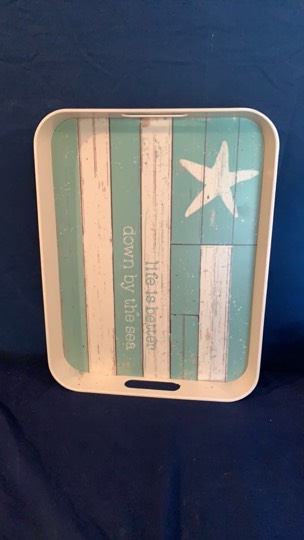 life is better
down by the sea